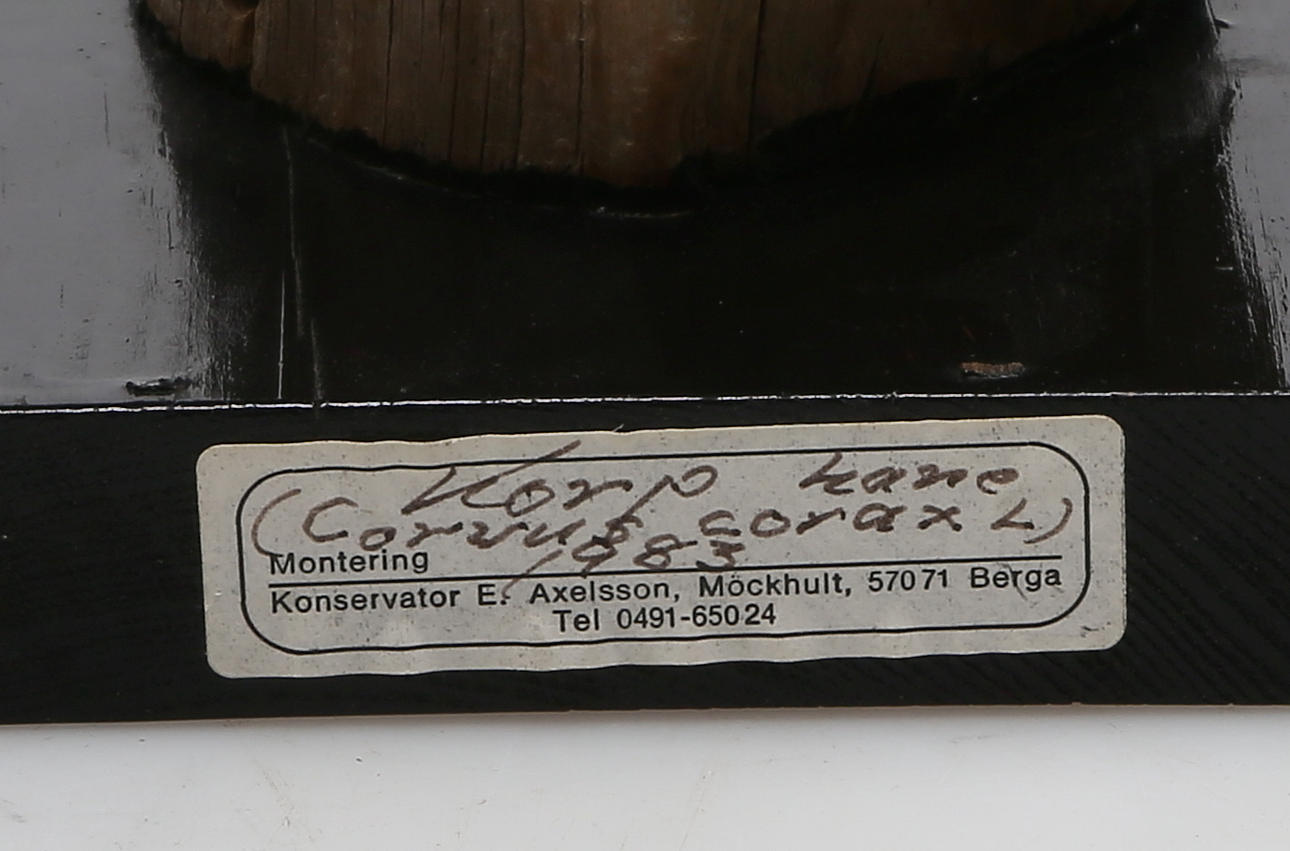 Korp hane
(Corvus corax L)
1983
Montering
Konservator E. Axelsson, Möckhult, 57071 Berga
Tel 0491-65024